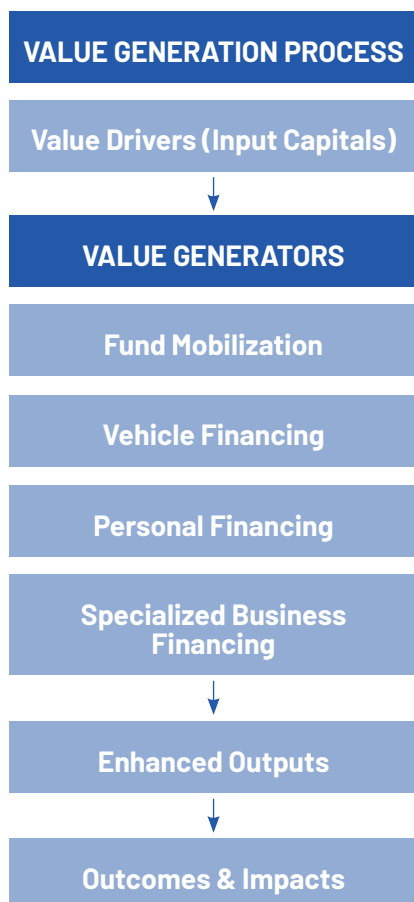 VALUE GENERATION PROCESS
Value Drivers (Input Capitals)
VALUE GENERATORS
Fund Mobilization
Vehicle Financing
Personal Financing
Specialized Business
Financing
Enhanced Outputs
Outcomes & Impacts